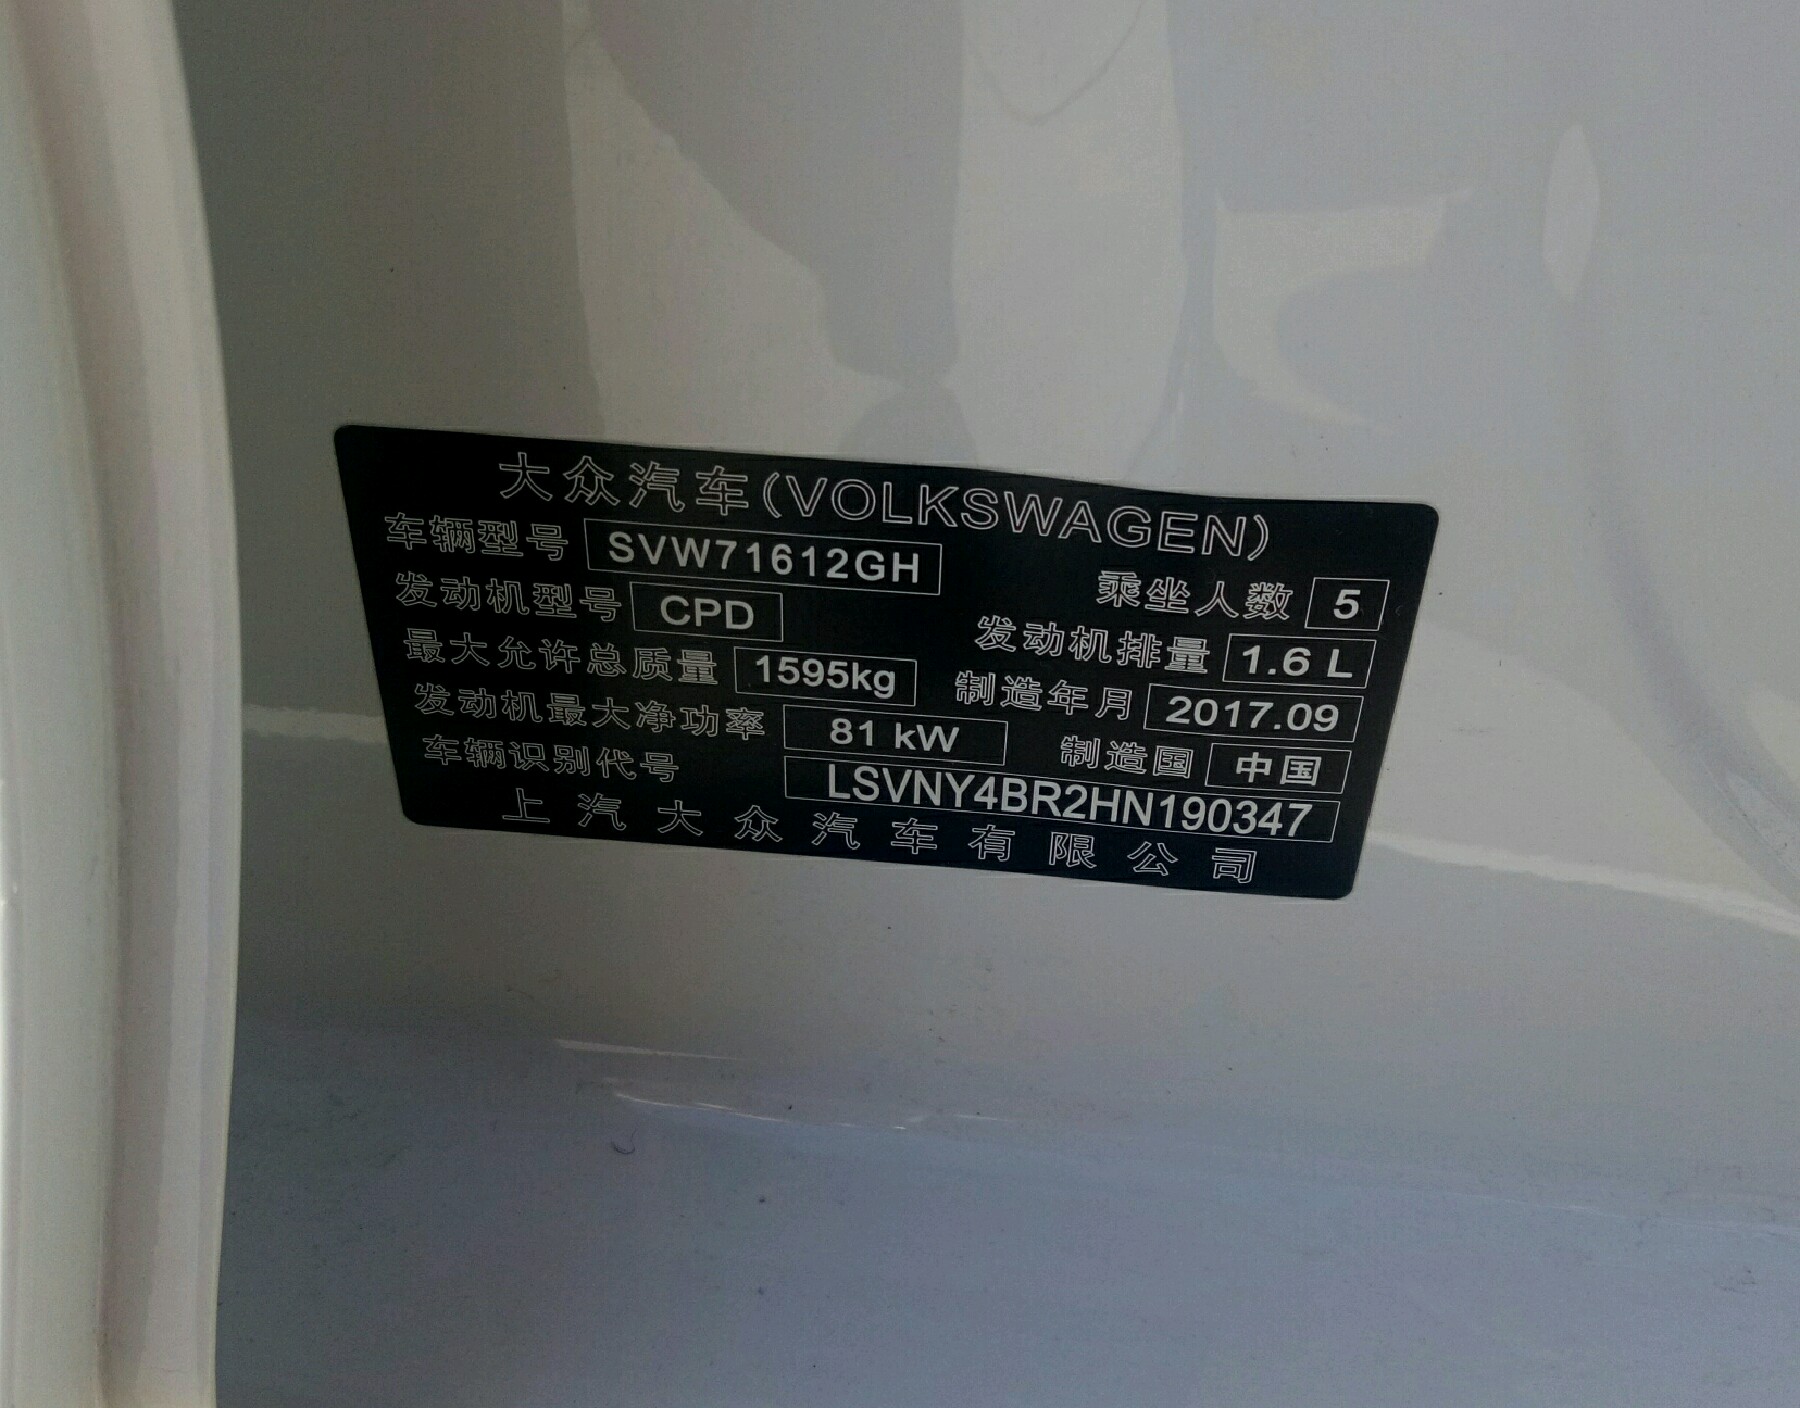 大众汽车(VOLKSWAGEN)
车辆型号 SVW71612GH 乘坐人数 5
发动机型号 CPD 发动机排量 1.6 L
最大允许总质量 1595kg 制造年月 2017.09
发动机最大净功率 81 kW 制造国 中国
车辆识别代号 LSVNY4BR2HN190347
上汽大众汽车有限公司